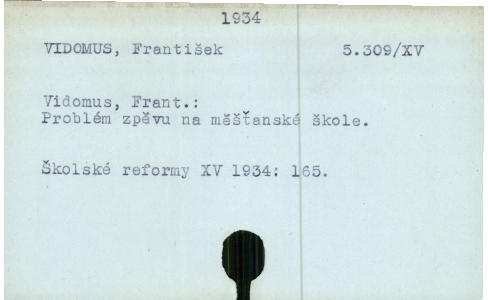 1934
VIDOMUS, František 5.309/XV
Vidomus, Frant.:
Problém zpěvu na měšťanské škole.
Školské reformy XV 1934: 165.